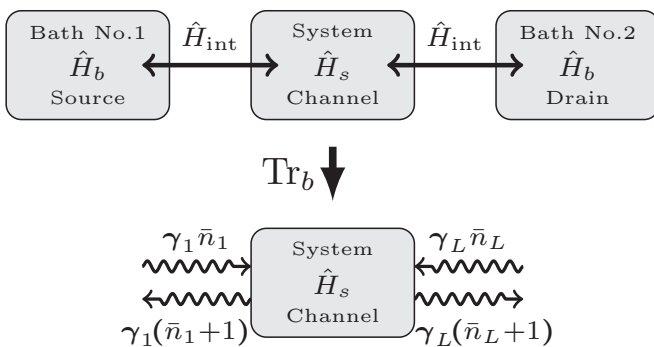 Bath No.1
Ĥ_b
Source
Ĥ_int
System
Ĥ_s
Channel
Ĥ_int
Bath No.2
Ĥ_b
Drain
Tr_b
γ_1 n̄_1
γ_1(n̄_1+1)
System
Ĥ_s
Channel
γ_L n̄_L
γ_L(n̄_L+1)